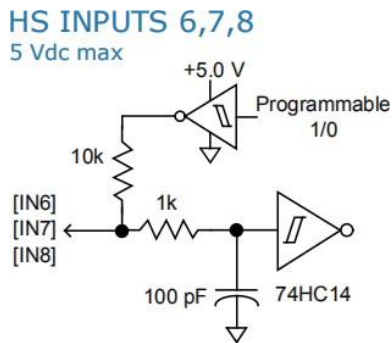 HS INPUTS 6,7,8
5 Vdc max
+5.0 V
Programmable
1/0
10k
[IN6]
[IN7]
[IN8]
1k
100 pF
74HC14